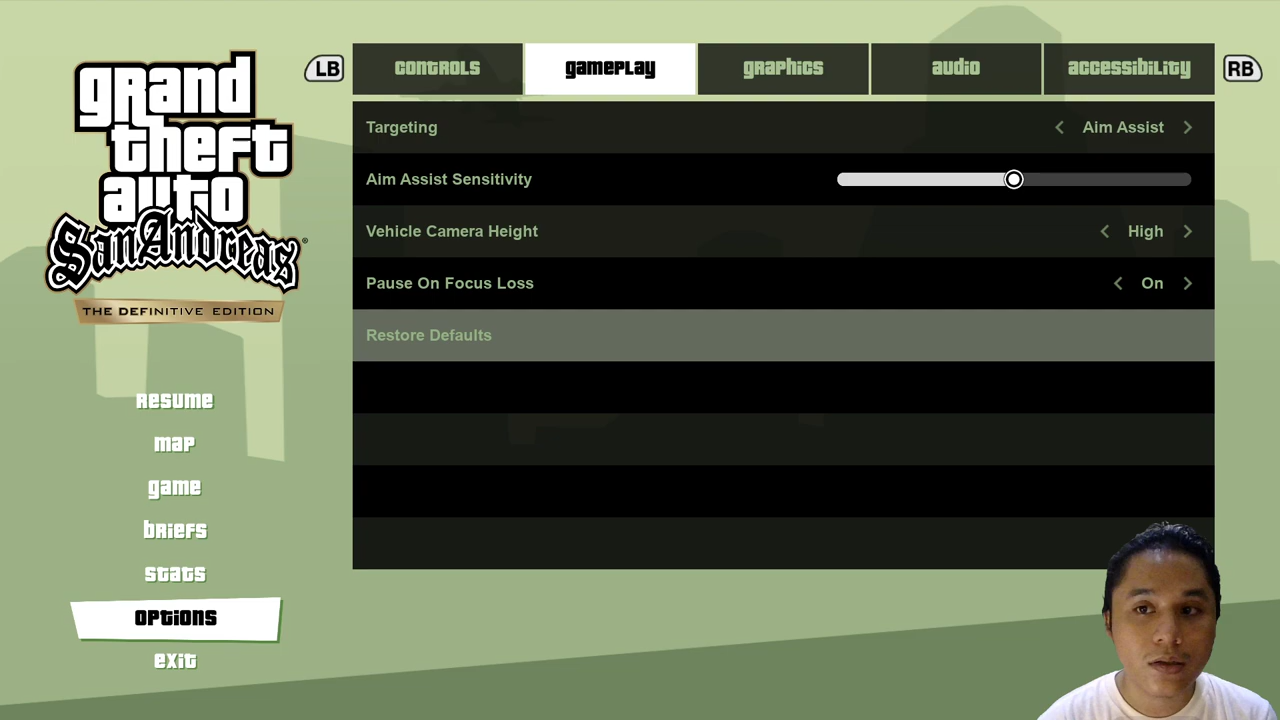 grand
theft
auto
San Andreas®
THE DEFINITIVE EDITION
LB
controls
gameplay
graphics
audio
accessibility
RB
Targeting
Aim Assist
Aim Assist Sensitivity
Vehicle Camera Height
High
Pause On Focus Loss
On
Restore Defaults
resume
map
game
briefs
stats
options
exit